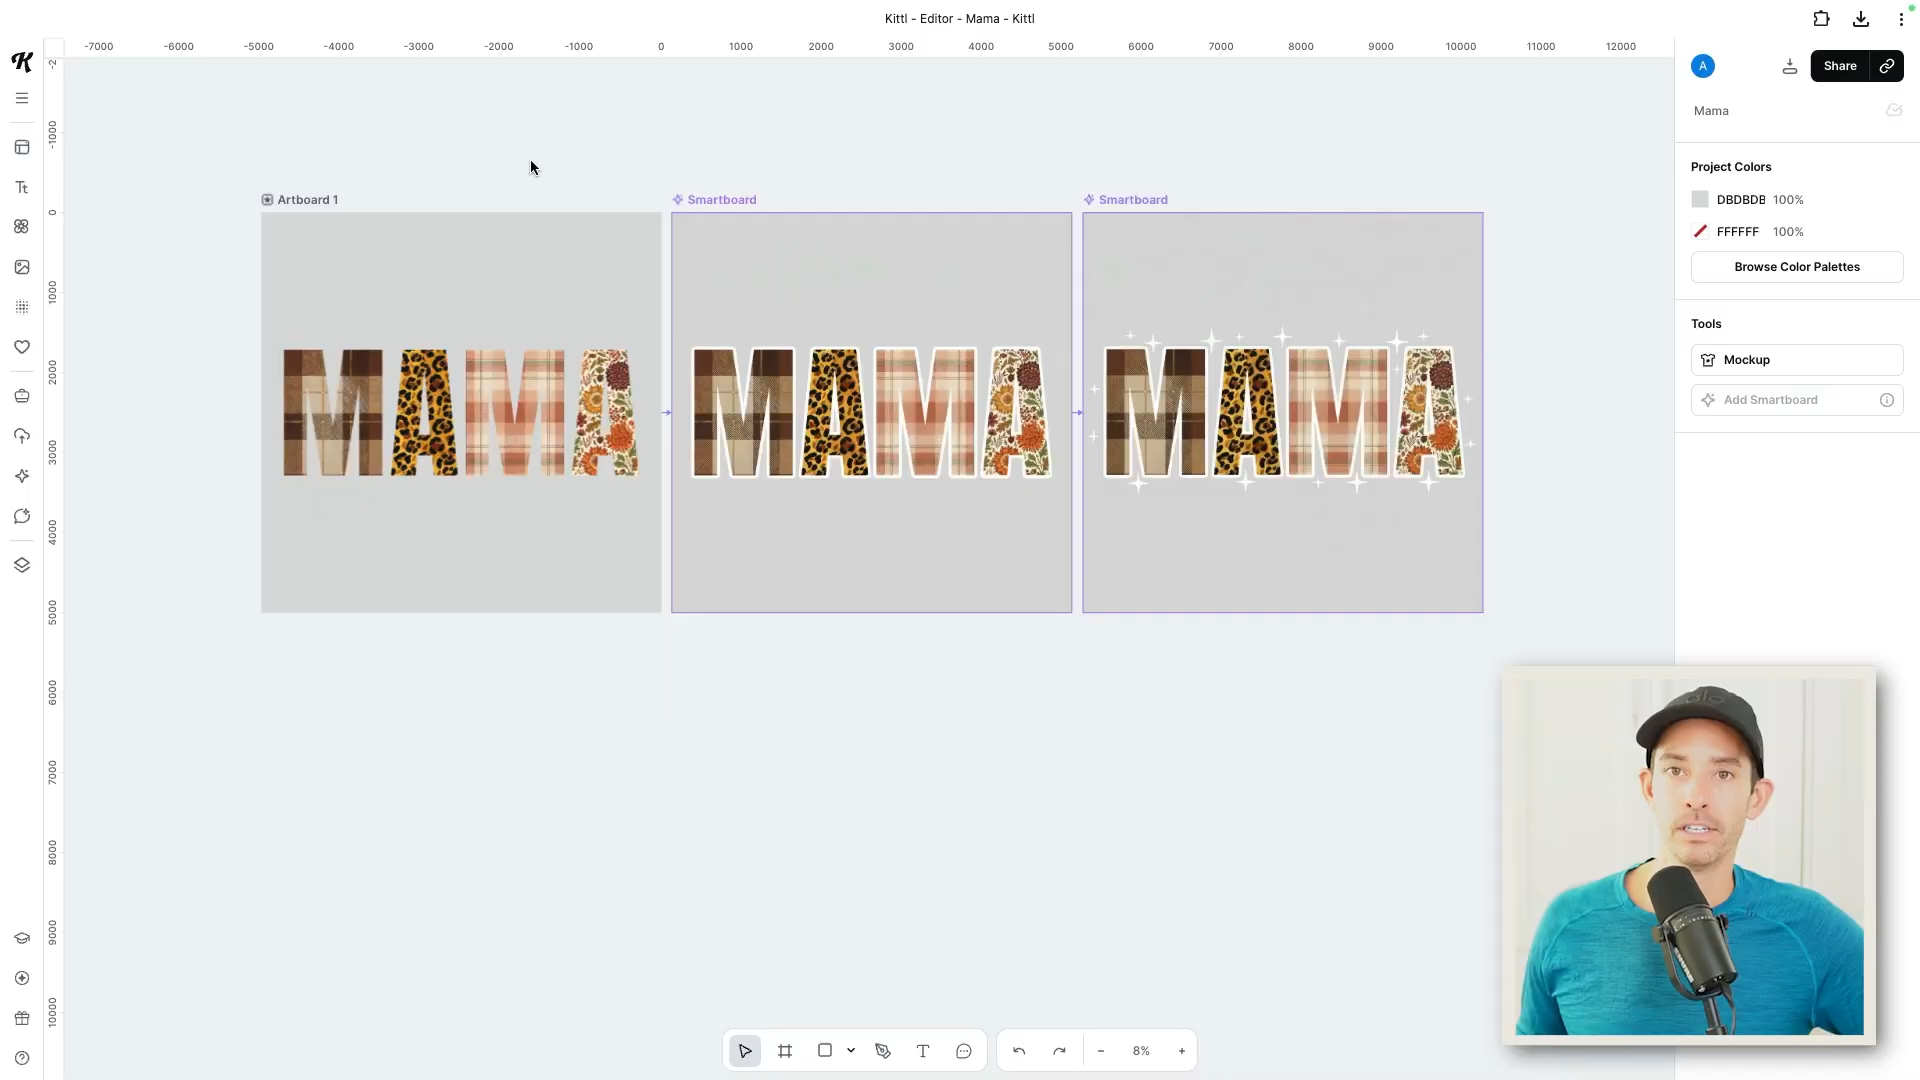 Kittl - Editor - Mama - Kittl
-7000 -6000 -5000 -4000 -3000 -2000 -1000 0 1000 2000 3000 4000 5000 6000 7000 8000 9000 10000 11000 12000
K
A
Share
Mama
Project Colors
DBDBDB 100%
FFFFFF 100%
Browse Color Palettes
Tools
Mockup
Add Smartboard
Artboard 1
Smartboard
Smartboard
MAMA
MAMA
MAMA
-2
-1000
0
1000
2000
3000
4000
5000
6000
7000
8000
9000
10000
Tt
T
8%